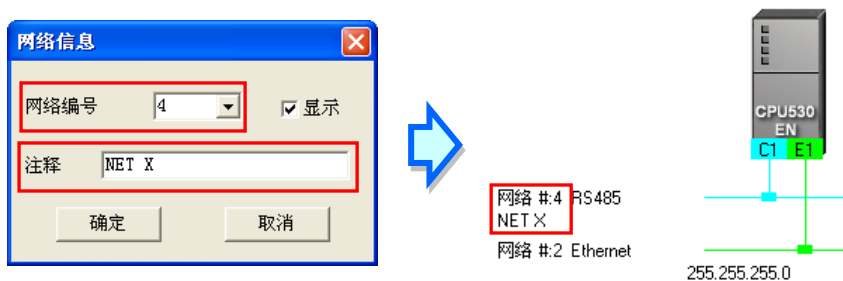 网络信息
网络编号 4 显示
注释 NET X
确定 取消
CPU530
EN
C1 E1
网络 #:4 RS485
NET X
网络 #:2 Ethernet
255.255.255.0